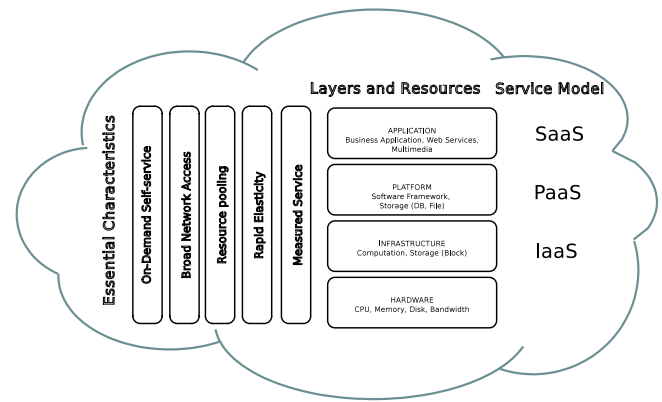 Layers and Resources
Service Model
Essential Characteristics
On-Demand Self-service
Broad Network Access
Resource pooling
Rapid Elasticity
Measured Service
APPLICATION
Business Application, Web Services,
Multimedia
SaaS
PLATFORM
Software Framework,
Storage (DB, File)
PaaS
INFRASTRUCTURE
Computation, Storage (Block)
IaaS
HARDWARE
CPU, Memory, Disk, Bandwidth